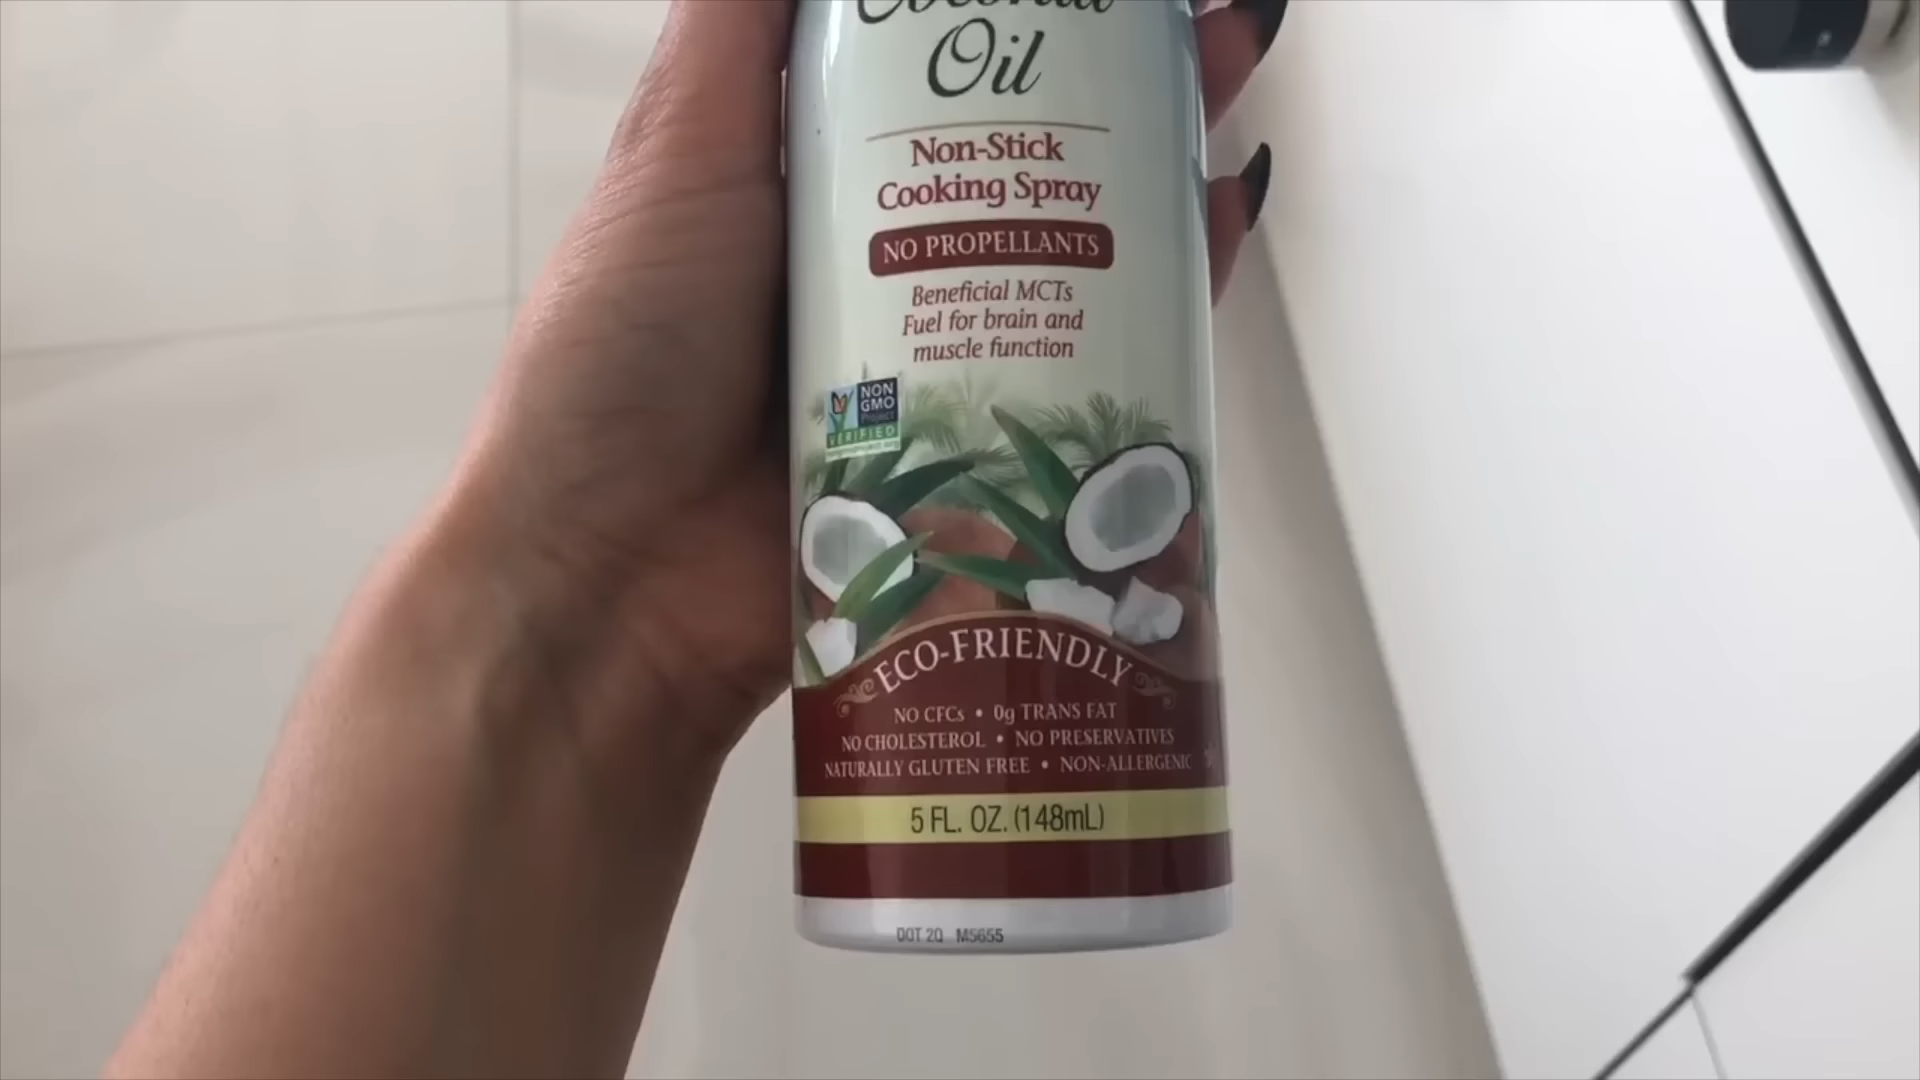 Coconut
Oil
Non-Stick
Cooking Spray
NO PROPELLANTS
Beneficial MCTs
Fuel for brain and
muscle function
NON
GMO
Project
VERIFIED
ECO-FRIENDLY
NO CFCs • 0g TRANS FAT
NO CHOLESTEROL • NO PRESERVATIVES
NATURALLY GLUTEN FREE • NON-ALLERGENIC
5 FL. OZ. (148mL)
DOT 2Q M5655